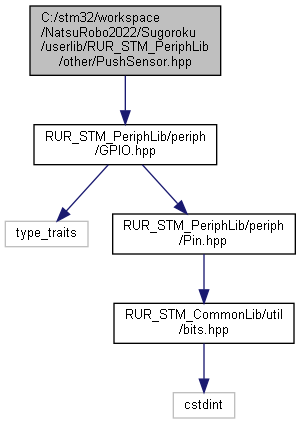 C:/stm32/workspace
/NatsuRobo2022/Sugoroku
/userlib/RUR_STM_PeriphLib
/other/PushSensor.hpp
RUR_STM_PeriphLib/periph
/GPIO.hpp
type_traits
RUR_STM_PeriphLib/periph
/Pin.hpp
RUR_STM_CommonLib/util
/bits.hpp
cstdint